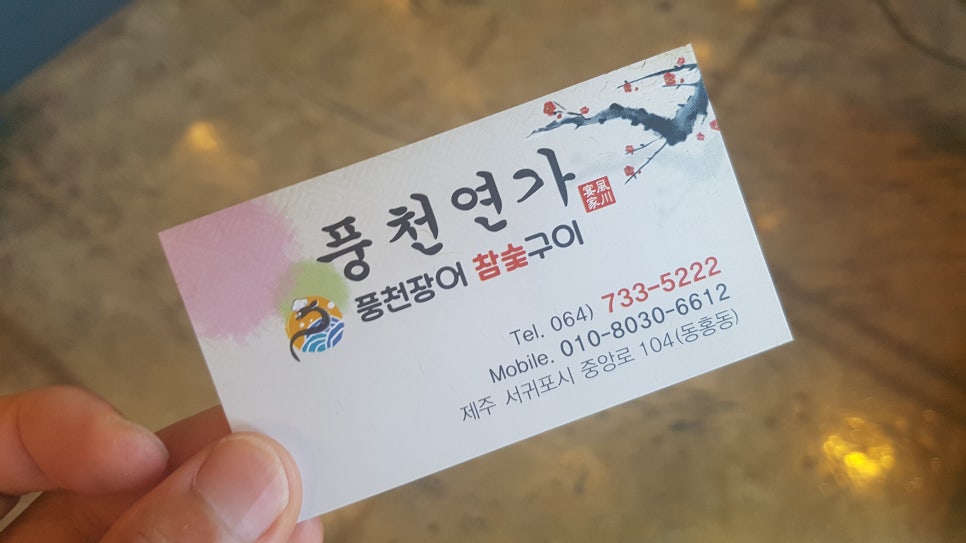 풍천연가
宴風
家川
풍천장어 참숯구이
Tel. 064) 733-5222
Mobile. 010-8030-6612
제주 서귀포시 중앙로 104(동홍동)